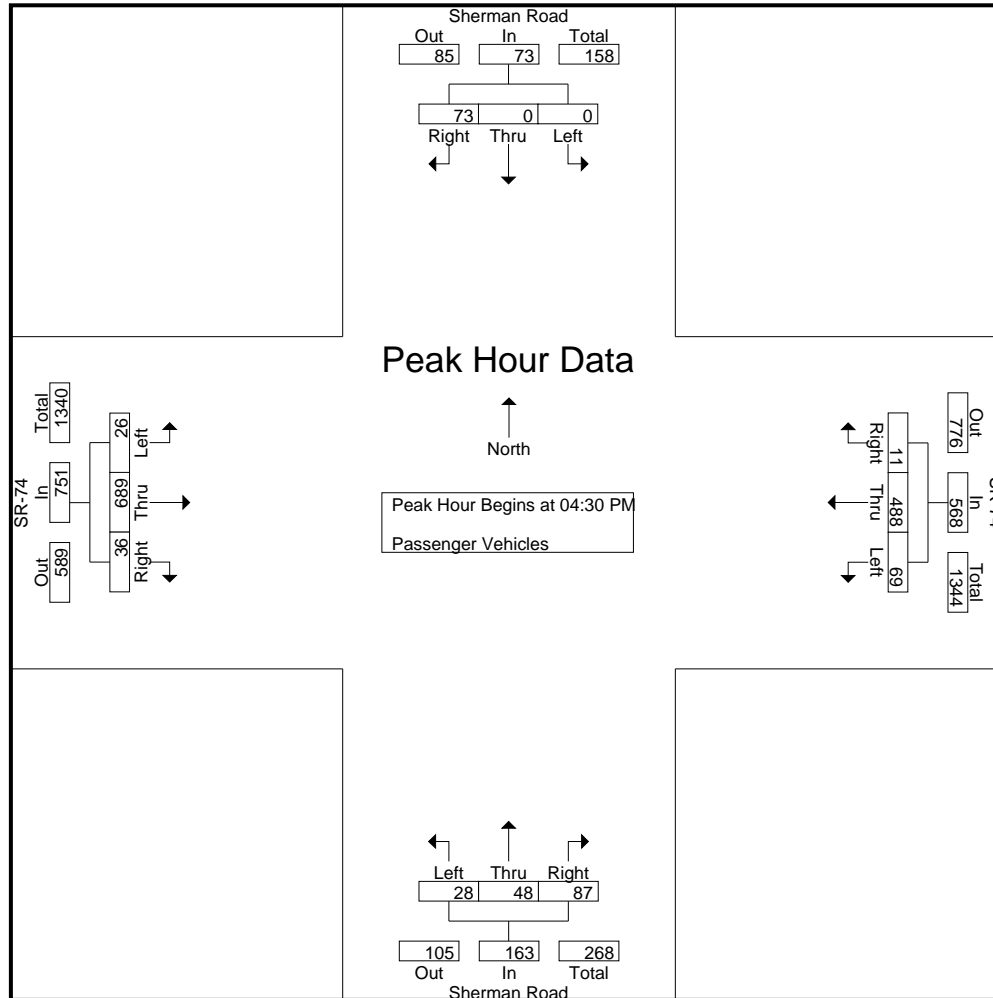 Sherman Road
Out In Total
85 73 158
73 0 0
Right Thru Left
Peak Hour Data
North
Peak Hour Begins at 04:30 PM
Passenger Vehicles
SR-74
Total In Out
1340 751 589
26 689 36
Left Thru Right
Right Thru Left
11 488 69
776 568 1344
Out In Total
Left Thru Right
28 48 87
105 163 268
Out In Total
Sherman Road